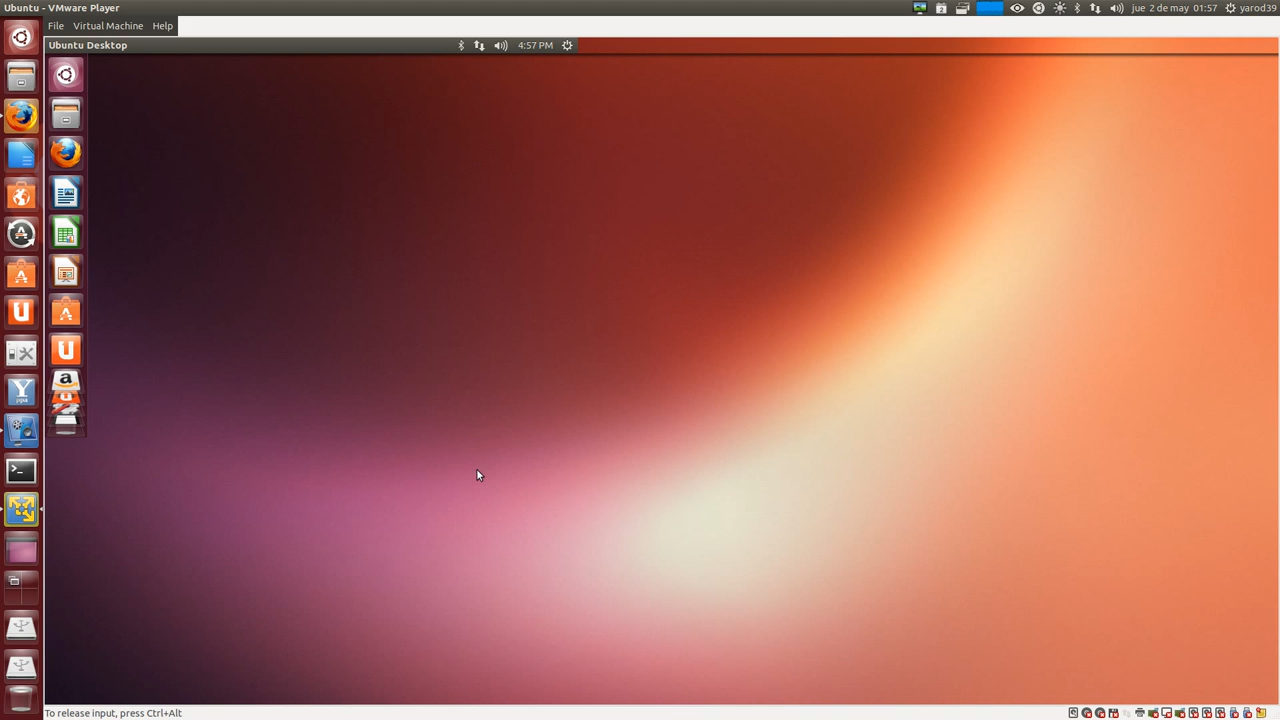 Ubuntu - VMware Player
jue 2 de may 01:57
yarod39
File Virtual Machine Help
Ubuntu Desktop
4:57 PM
To release input, press Ctrl+Alt